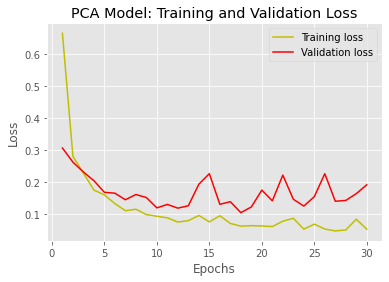 PCA Model: Training and Validation Loss
Training loss
Validation loss
Loss
0.6
0.5
0.4
0.3
0.2
0.1
0
5
10
15
20
25
30
Epochs